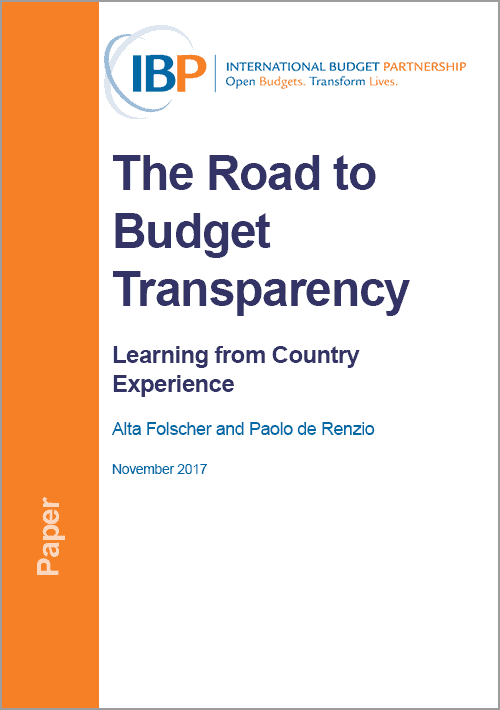 IBP
INTERNATIONAL BUDGET PARTNERSHIP
Open Budgets. Transform Lives.
The Road to
Budget
Transparency
Learning from Country
Experience
Alta Folscher and Paolo de Renzio
November 2017
Paper